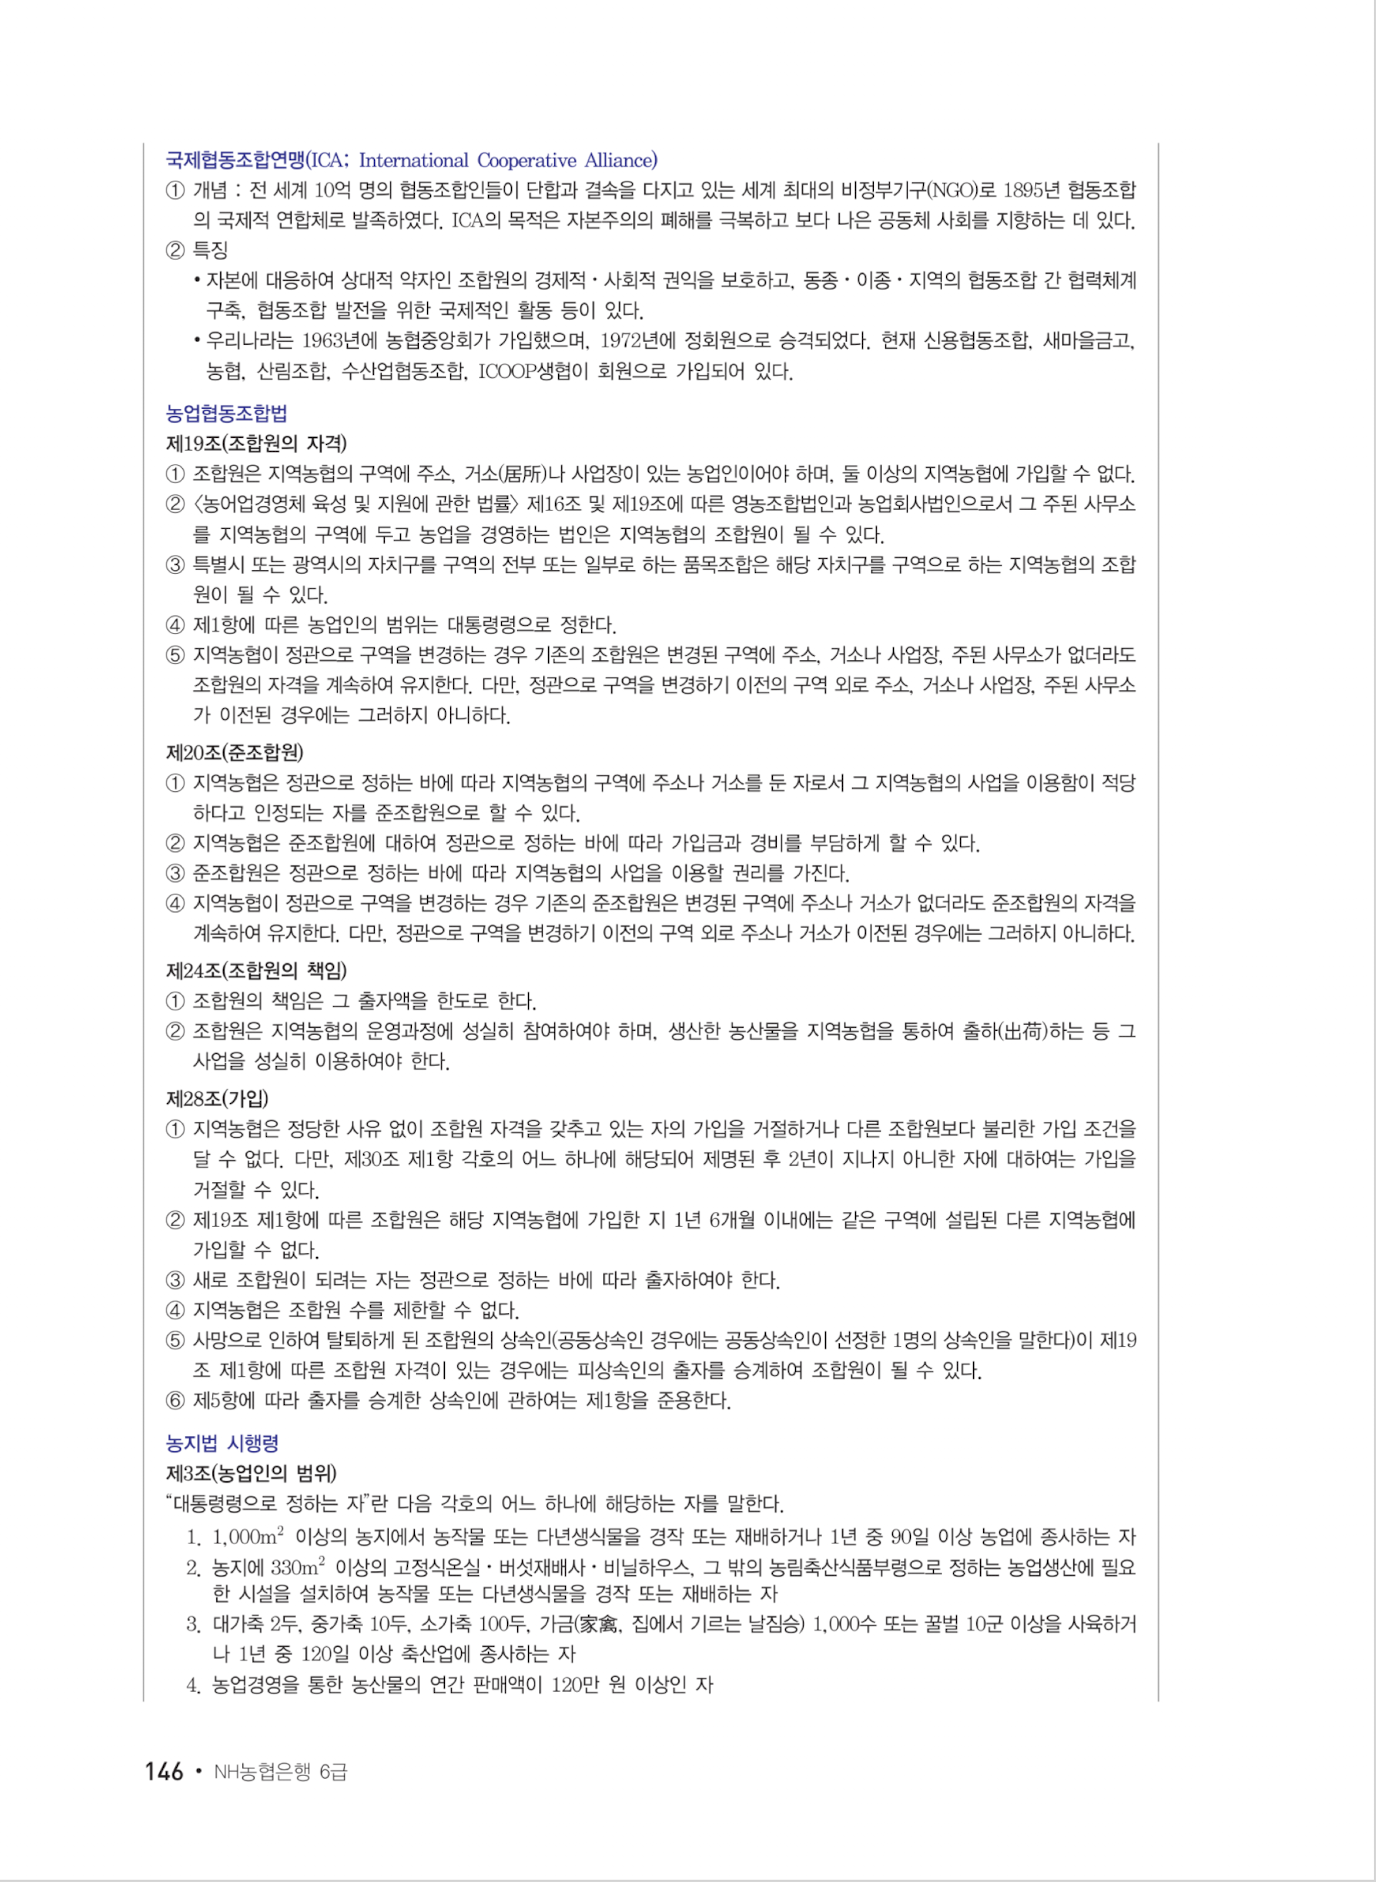 국제협동조합연맹(ICA; International Cooperative Alliance)
① 개념 : 전 세계 10억 명의 협동조합인들이 단합과 결속을 다지고 있는 세계 최대의 비정부기구(NGO)로 1895년 협동조합
의 국제적 연합체로 발족하였다. ICA의 목적은 자본주의의 폐해를 극복하고 보다 나은 공동체 사회를 지향하는 데 있다.
② 특징
• 자본에 대응하여 상대적 약자인 조합원의 경제적·사회적 권익을 보호하고, 동종·이종·지역의 협동조합 간 협력체계
구축, 협동조합 발전을 위한 국제적인 활동 등이 있다.
• 우리나라는 1963년에 농협중앙회가 가입했으며, 1972년에 정회원으로 승격되었다. 현재 신용협동조합, 새마을금고,
농협, 산림조합, 수산업협동조합, ICOOP생협이 회원으로 가입되어 있다.
농업협동조합법
제19조(조합원의 자격)
① 조합원은 지역농협의 구역에 주소, 거소(居所)나 사업장이 있는 농업인이어야 하며, 둘 이상의 지역농협에 가입할 수 없다.
② 〈농어업경영체 육성 및 지원에 관한 법률〉 제16조 및 제19조에 따른 영농조합법인과 농업회사법인으로서 그 주된 사무소
를 지역농협의 구역에 두고 농업을 경영하는 법인은 지역농협의 조합원이 될 수 있다.
③ 특별시 또는 광역시의 자치구를 구역의 전부 또는 일부로 하는 품목조합은 해당 자치구를 구역으로 하는 지역농협의 조합
원이 될 수 있다.
④ 제1항에 따른 농업인의 범위는 대통령령으로 정한다.
⑤ 지역농협이 정관으로 구역을 변경하는 경우 기존의 조합원은 변경된 구역에 주소, 거소나 사업장, 주된 사무소가 없더라도
조합원의 자격을 계속하여 유지한다. 다만, 정관으로 구역을 변경하기 이전의 구역 외로 주소, 거소나 사업장, 주된 사무소
가 이전된 경우에는 그러하지 아니하다.
제20조(준조합원)
① 지역농협은 정관으로 정하는 바에 따라 지역농협의 구역에 주소나 거소를 둔 자로서 그 지역농협의 사업을 이용함이 적당
하다고 인정되는 자를 준조합원으로 할 수 있다.
② 지역농협은 준조합원에 대하여 정관으로 정하는 바에 따라 가입금과 경비를 부담하게 할 수 있다.
③ 준조합원은 정관으로 정하는 바에 따라 지역농협의 사업을 이용할 권리를 가진다.
④ 지역농협이 정관으로 구역을 변경하는 경우 기존의 준조합원은 변경된 구역에 주소나 거소가 없더라도 준조합원의 자격을
계속하여 유지한다. 다만, 정관으로 구역을 변경하기 이전의 구역 외로 주소나 거소가 이전된 경우에는 그러하지 아니하다.
제24조(조합원의 책임)
① 조합원의 책임은 그 출자액을 한도로 한다.
② 조합원은 지역농협의 운영과정에 성실히 참여하여야 하며, 생산한 농산물을 지역농협을 통하여 출하(出荷)하는 등 그
사업을 성실히 이용하여야 한다.
제28조(가입)
① 지역농협은 정당한 사유 없이 조합원 자격을 갖추고 있는 자의 가입을 거절하거나 다른 조합원보다 불리한 가입 조건을
달 수 없다. 다만, 제30조 제1항 각호의 어느 하나에 해당되어 제명된 후 2년이 지나지 아니한 자에 대하여는 가입을
거절할 수 있다.
② 제19조 제1항에 따른 조합원은 해당 지역농협에 가입한 지 1년 6개월 이내에는 같은 구역에 설립된 다른 지역농협에
가입할 수 없다.
③ 새로 조합원이 되려는 자는 정관으로 정하는 바에 따라 출자하여야 한다.
④ 지역농협은 조합원 수를 제한할 수 없다.
⑤ 사망으로 인하여 탈퇴하게 된 조합원의 상속인(공동상속인 경우에는 공동상속인이 선정한 1명의 상속인을 말한다)이 제19
조 제1항에 따른 조합원 자격이 있는 경우에는 피상속인의 출자를 승계하여 조합원이 될 수 있다.
⑥ 제5항에 따라 출자를 승계한 상속인에 관하여는 제1항을 준용한다.
농지법 시행령
제3조(농업인의 범위)
“대통령령으로 정하는 자”란 다음 각호의 어느 하나에 해당하는 자를 말한다.
1. 1,000m² 이상의 농지에서 농작물 또는 다년생식물을 경작 또는 재배하거나 1년 중 90일 이상 농업에 종사하는 자
2. 농지에 330m² 이상의 고정식온실·버섯재배사·비닐하우스, 그 밖의 농림축산식품부령으로 정하는 농업생산에 필요
한 시설을 설치하여 농작물 또는 다년생식물을 경작 또는 재배하는 자
3. 대가축 2두, 중가축 10두, 소가축 100두, 가금(家禽, 집에서 기르는 날짐승) 1,000수 또는 꿀벌 10군 이상을 사육하거
나 1년 중 120일 이상 축산업에 종사하는 자
4. 농업경영을 통한 농산물의 연간 판매액이 120만 원 이상인 자
146 • NH농협은행 6급